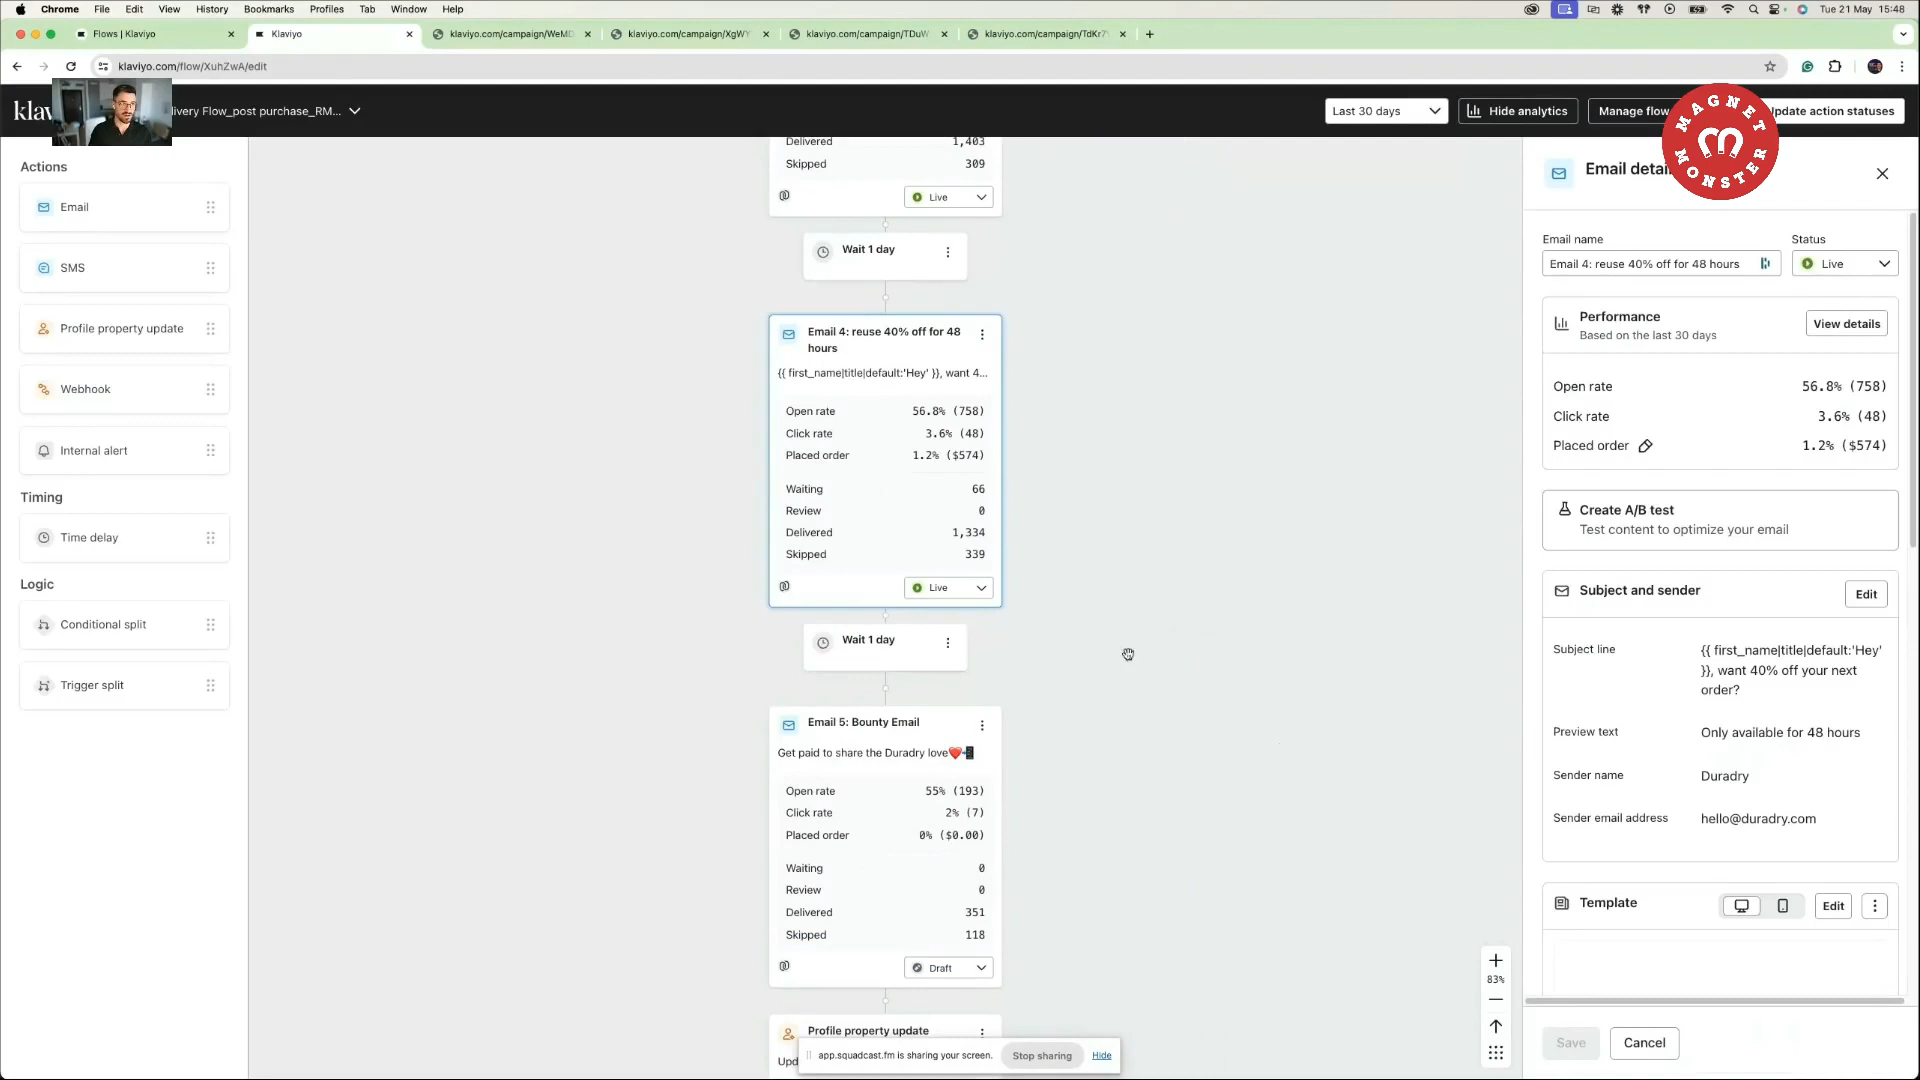 Chrome File Edit View History Bookmarks Profiles Tab Window Help
Tue 21 May 15:48
Flows | Klaviyo
Klaviyo
klaviyo.com/campaign/WeMD
klaviyo.com/campaign/XgWY
klaviyo.com/campaign/TDuW
klaviyo.com/campaign/TdKr7
klaviyo.com/flow/XuhZwA/edit
klav
ivery Flow_post purchase_RM...
Last 30 days
Hide analytics
Manage flow
Update action statuses
MAGNET MONSTER
Actions
Email
SMS
Profile property update
Webhook
Internal alert
Timing
Time delay
Logic
Conditional split
Trigger split
Delivered 1,403
Skipped 309
Live
Wait 1 day
Email 4: reuse 40% off for 48
hours
{{ first_name|title|default:'Hey' }}, want 4...
Open rate 56.8% (758)
Click rate 3.6% (48)
Placed order 1.2% ($574)
Waiting 66
Review 0
Delivered 1,334
Skipped 339
Live
Wait 1 day
Email 5: Bounty Email
Get paid to share the Duradry love❤️📲
Open rate 55% (193)
Click rate 2% (7)
Placed order 0% ($0.00)
Waiting 0
Review 0
Delivered 351
Skipped 118
Draft
Profile property update
Upd
app.squadcast.fm is sharing your screen.
Stop sharing
Hide
83%
Email detai
Email name
Status
Email 4: reuse 40% off for 48 hours
Live
Performance
Based on the last 30 days
View details
Open rate 56.8% (758)
Click rate 3.6% (48)
Placed order 1.2% ($574)
Create A/B test
Test content to optimize your email
Subject and sender
Edit
Subject line
{{ first_name|title|default:'Hey'
}}, want 40% off your next
order?
Preview text Only available for 48 hours
Sender name Duradry
Sender email address hello@duradry.com
Template
Edit
Save
Cancel